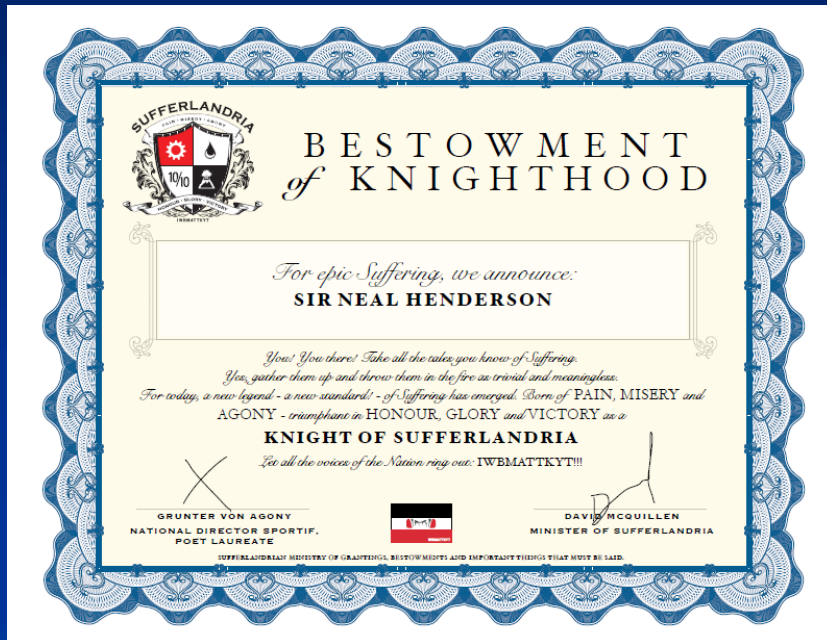 SUFFERLANDRIA
PAIN · MISERY · AGONY
10/10
HONOUR · GLORY · VICTORY
IWBMATTKYT
BESTOWMENT
of KNIGHTHOOD
For epic Suffering, we announce:
SIR NEAL HENDERSON
You! You there! Take all the tales you know of Suffering.
Yes, gather them up and throw them in the fire as trivial and meaningless.
For today, a new legend - a new standard! - of Suffering has emerged. Born of PAIN, MISERY and
AGONY - triumphant in HONOUR, GLORY and VICTORY as a
KNIGHT OF SUFFERLANDRIA
Let all the voices of the Nation ring out: IWBMATTKYT!!!
GRUNTER VON AGONY
NATIONAL DIRECTOR SPORTIF,
POET LAUREATE
IWBMATTKYT
DAVID MCQUILLEN
MINISTER OF SUFFERLANDRIA
SUFFERLANDRIAN MINISTRY OF GRANTINGS, BESTOWMENTS AND IMPORTANT THINGS THAT MUST BE SAID.